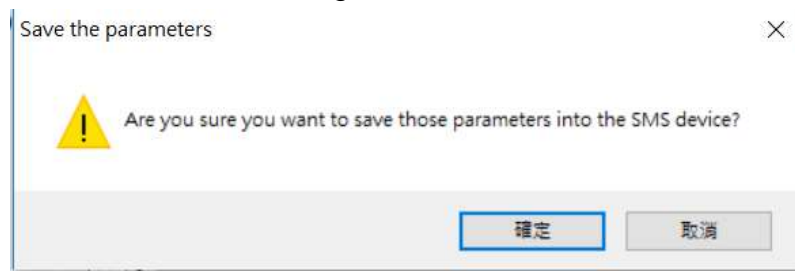 Save the parameters
Are you sure you want to save those parameters into the SMS device?
確定
取消